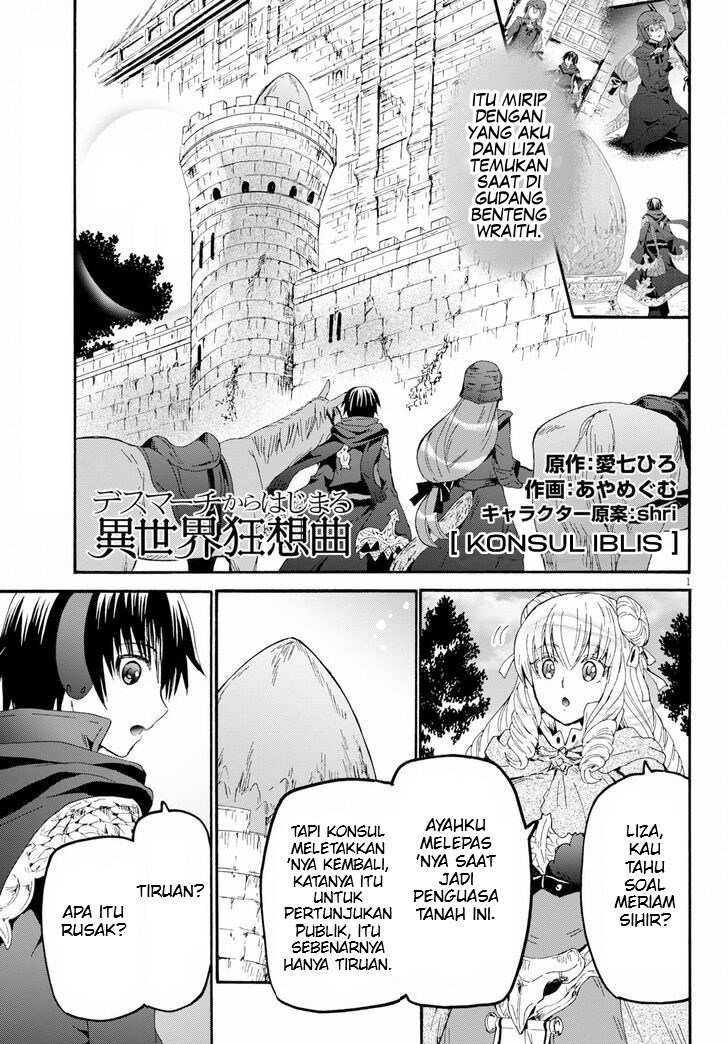 ITU MIRIP
DENGAN
YANG AKU
DAN LIZA
TEMUKAN
SAAT DI
GUDANG
BENTENG
WRAITH.
原作:愛七ひろ
作画:あやめぐむ
キャラクター原案:shri
デスマーチからはじまる
異世界狂想曲
[ KONSUL IBLIS ]
1
LIZA,
KAU
TAHU
SOAL
MERIAM
SIHIR?
AYAHKU
MELEPAS
'NYA SAAT
JADI
PENGUASA
TANAH INI.
TAPI KONSUL
MELETAKKAN
'NYA KEMBALI,
KATANYA ITU
UNTUK
PERTUNJUKAN
PUBLIK, ITU
SEBENARNYA
HANYA TIRUAN.
TIRUAN?
APA ITU
RUSAK?